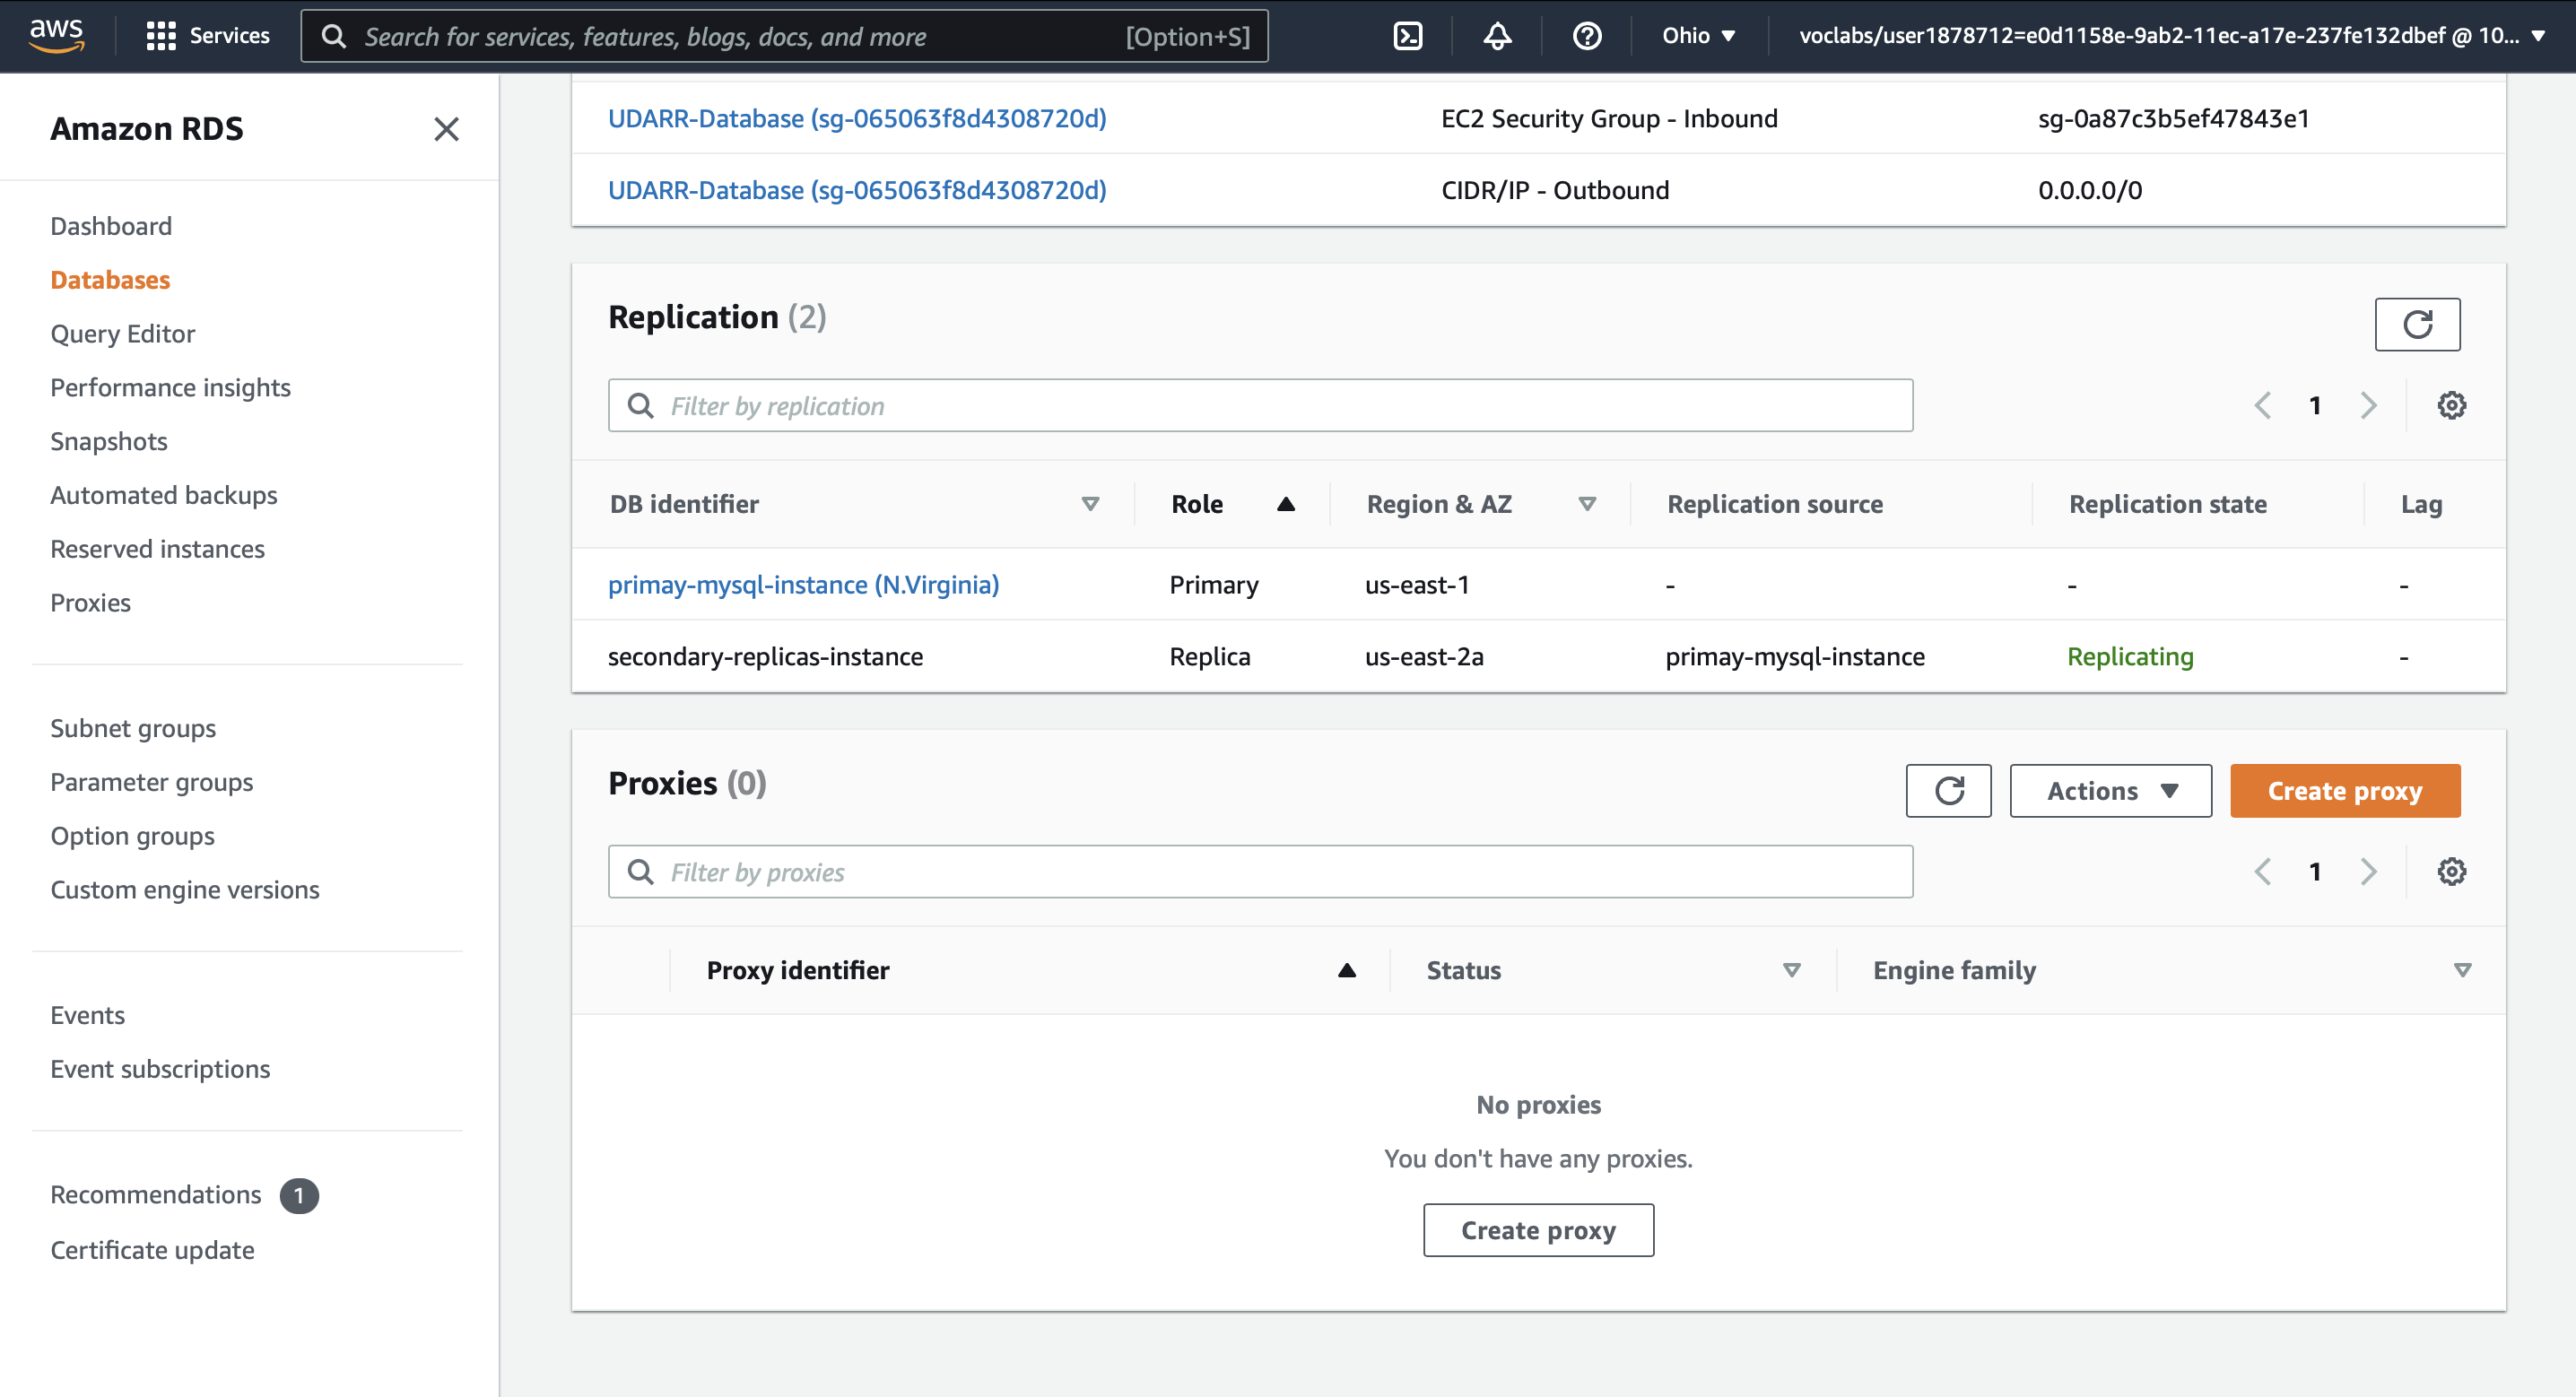 aws Services Search for services, features, blogs, docs, and more [Option+S] Ohio voclabs/user1878712=e0d1158e-9ab2-11ec-a17e-237fe132dbef @ 10...
Amazon RDS
Dashboard
Databases
Query Editor
Performance insights
Snapshots
Automated backups
Reserved instances
Proxies
Subnet groups
Parameter groups
Option groups
Custom engine versions
Events
Event subscriptions
Recommendations 1
Certificate update
UDARR-Database (sg-065063f8d4308720d) EC2 Security Group - Inbound sg-0a87c3b5ef47843e1
UDARR-Database (sg-065063f8d4308720d) CIDR/IP - Outbound 0.0.0.0/0
Replication (2)
Filter by replication 1
DB identifier Role Region & AZ Replication source Replication state Lag
primay-mysql-instance (N.Virginia) Primary us-east-1 - - -
secondary-replicas-instance Replica us-east-2a primay-mysql-instance Replicating -
Proxies (0)
Actions Create proxy
Filter by proxies 1
Proxy identifier Status Engine family
No proxies
You don't have any proxies.
Create proxy